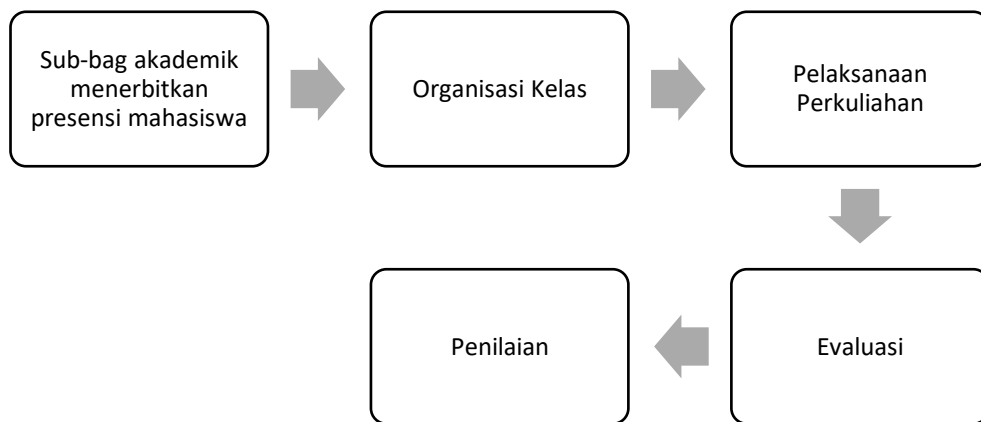 Sub-bag akademik
menerbitkan
presensi mahasiswa
Organisasi Kelas
Pelaksanaan
Perkuliahan
Penilaian
Evaluasi